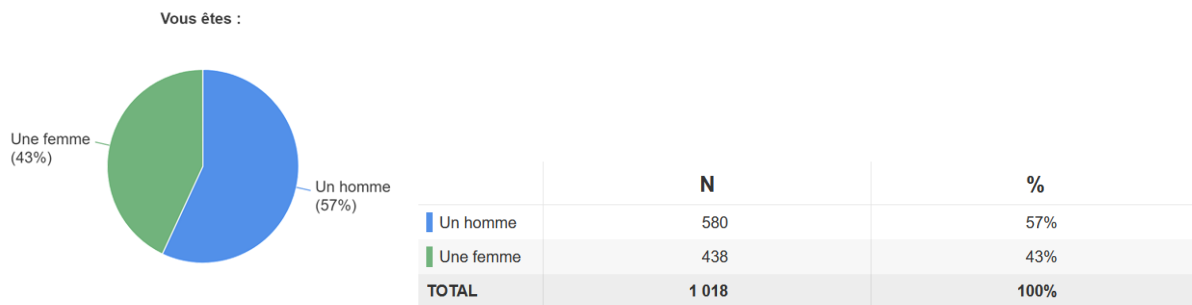 Vous êtes :
Une femme
(43%)
Un homme
(57%)
N %
Un homme 580 57%
Une femme 438 43%
TOTAL 1 018 100%